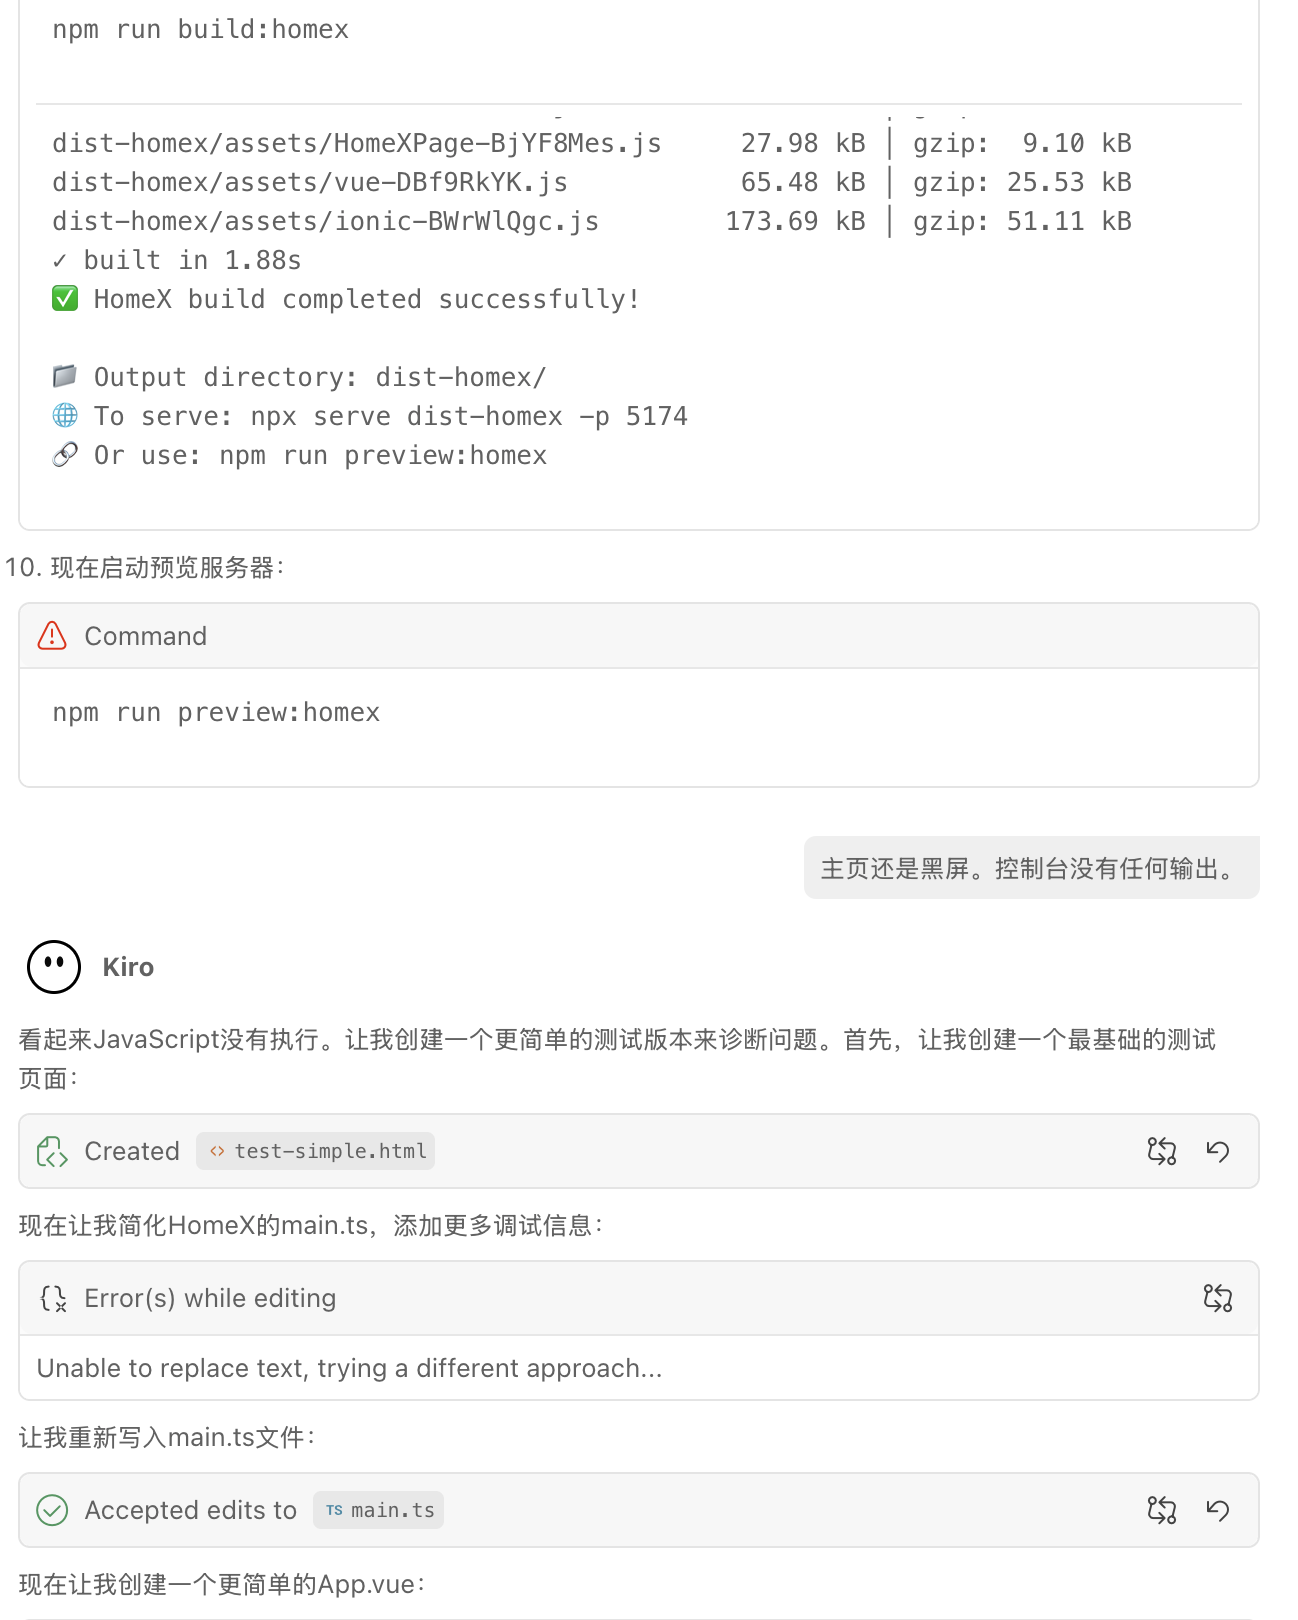 npm run build:homex
dist-homex/assets/HomeXPage-BjYF8Mes.js 27.98 kB │ gzip: 9.10 kB
dist-homex/assets/vue-DBf9RkYK.js 65.48 kB │ gzip: 25.53 kB
dist-homex/assets/ionic-BWrWlQgc.js 173.69 kB │ gzip: 51.11 kB
✓ built in 1.88s
✅ HomeX build completed successfully!
📁 Output directory: dist-homex/
🌐 To serve: npx serve dist-homex -p 5174
🔗 Or use: npm run preview:homex
10. 现在启动预览服务器：
Command
npm run preview:homex
主页还是黑屏。控制台没有任何输出。
Kiro
看起来JavaScript没有执行。让我创建一个更简单的测试版本来诊断问题。首先，让我创建一个最基础的测试
页面：
Created <> test-simple.html
现在让我简化HomeX的main.ts，添加更多调试信息：
Error(s) while editing
Unable to replace text, trying a different approach...
让我重新写入main.ts文件：
Accepted edits to TS main.ts
现在让我创建一个更简单的App.vue：